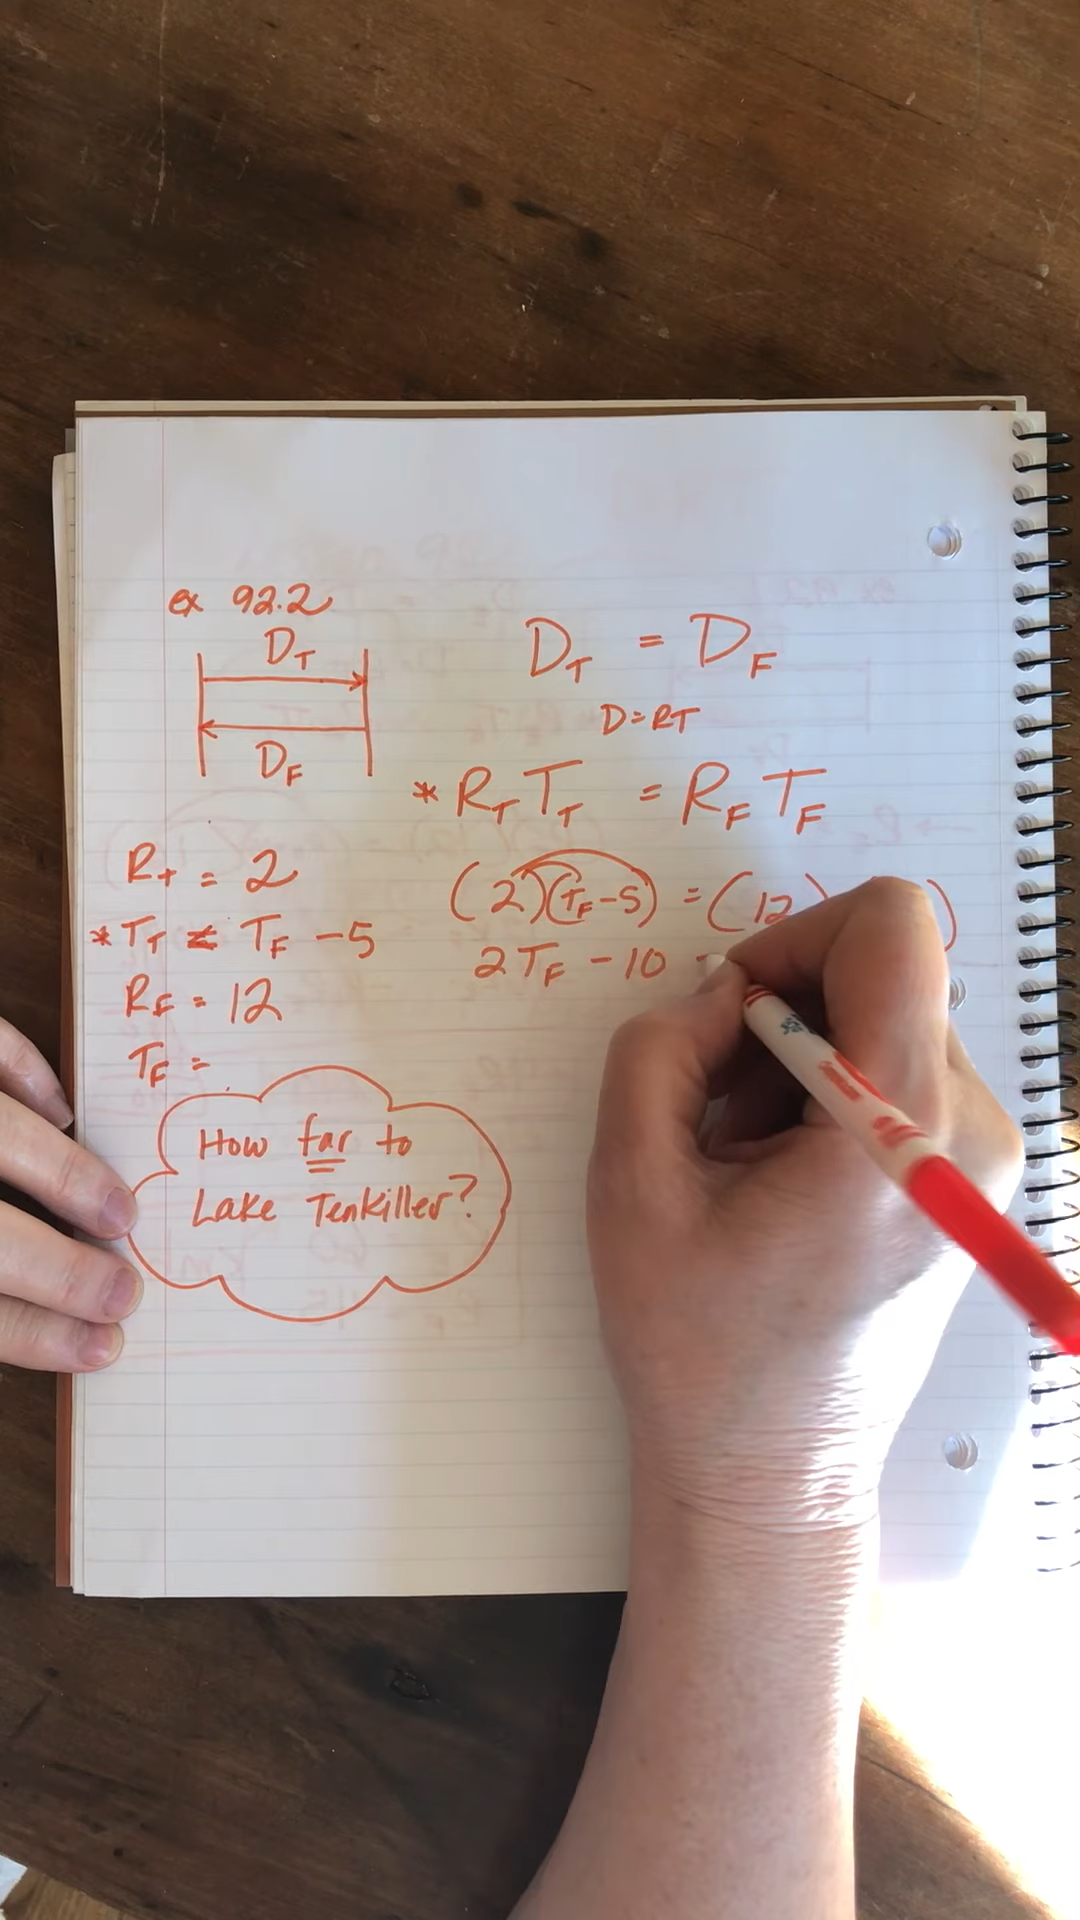 ex 92.2
D_T
D_F
D_T = D_F
D=RT
*R_T T_T = R_F T_F
R_T = 2
*T_T = T_F -5
R_F = 12
T_F =
(2)(T_F-5) = (12) )
2T_F - 10
How far to
Lake Tenkiller?